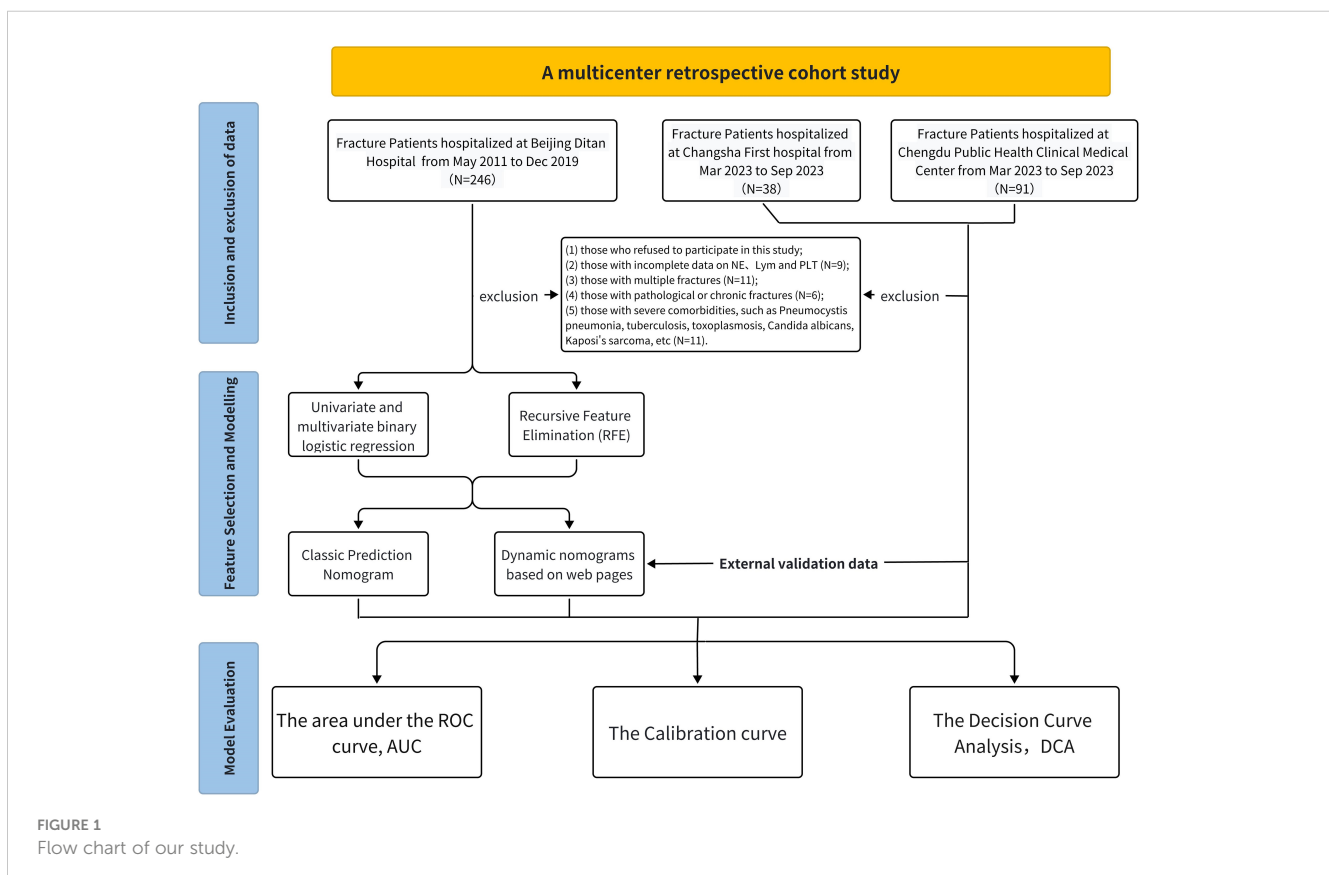 A multicenter retrospective cohort study
Inclusion and exclusion of data
Fracture Patients hospitalized at Beijing Ditan
Hospital from May 2011 to Dec 2019
（N=246）
Fracture Patients hospitalized
at Changsha First hospital from
Mar 2023 to Sep 2023
（N=38）
Fracture Patients hospitalized at
Chengdu Public Health Clinical Medical
Center from Mar 2023 to Sep 2023
（N=91）
exclusion
(1) those who refused to participate in this study;
(2) those with incomplete data on NE、Lym and PLT (N=9);
(3) those with multiple fractures (N=11);
(4) those with pathological or chronic fractures (N=6);
(5) those with severe comorbidities, such as Pneumocystis
pneumonia, tuberculosis, toxoplasmosis, Candida albicans,
Kaposi's sarcoma, etc (N=11).
exclusion
Feature Selection and Modelling
Univariate and
multivariate binary
logistic regression
Recursive Feature
Elimination (RFE)
Classic Prediction
Nomogram
Dynamic nomograms
based on web pages
External validation data
Model Evaluation
The area under the ROC
curve, AUC
The Calibration curve
The Decision Curve
Analysis，DCA
FIGURE 1
Flow chart of our study.